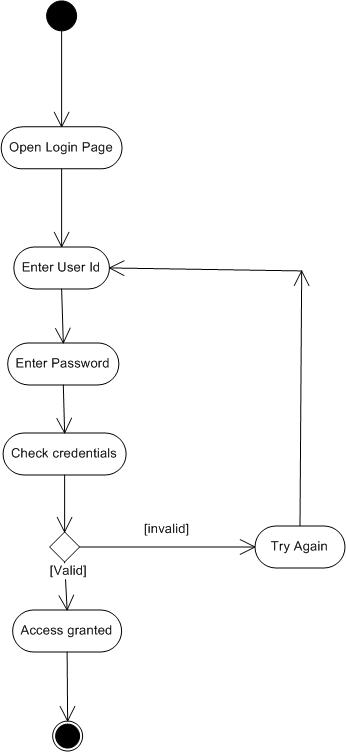 Open Login Page
Enter User Id
Enter Password
Check credentials
[invalid]
Try Again
[Valid]
Access granted